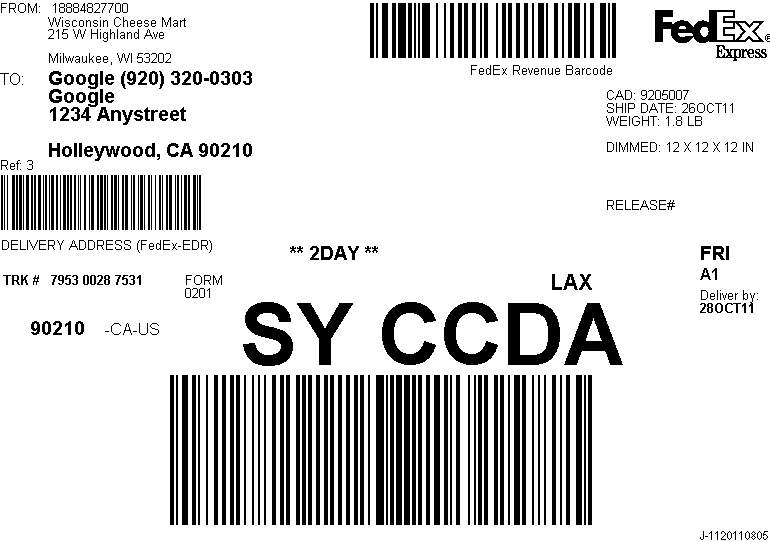 FROM: 18884827700
Wisconsin Cheese Mart
215 W Highland Ave
Milwaukee, WI 53202
FedEx®
Express
FedEx Revenue Barcode
TO: Google (920) 320-0303
Google
1234 Anystreet
Holleywood, CA 90210
CAD: 9205007
SHIP DATE: 26OCT11
WEIGHT: 1.8 LB
DIMMED: 12 X 12 X 12 IN
Ref: 3
RELEASE#
DELIVERY ADDRESS (FedEx-EDR)
** 2DAY **
FRI
A1
Deliver by:
28OCT11
TRK # 7953 0028 7531
FORM
0201
LAX
90210 -CA-US
SY CCDA
J-1120110805